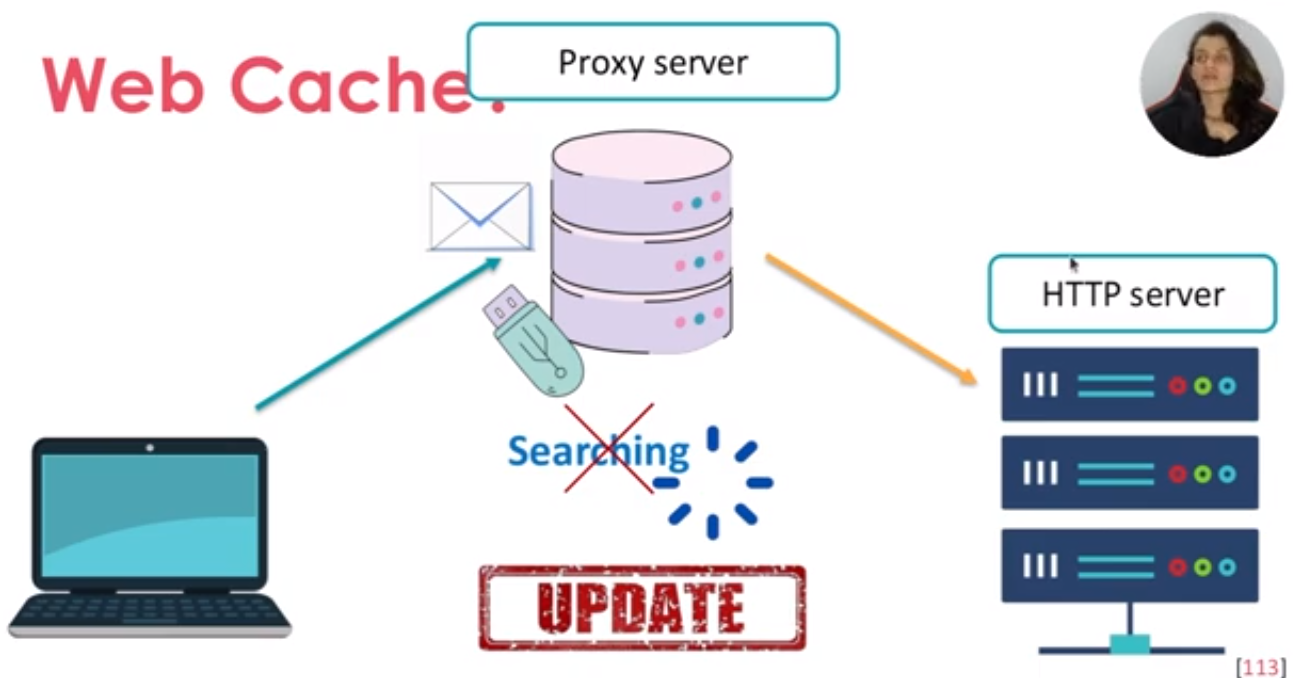 Web Cache?
Proxy server
HTTP server
Searching
UPDATE
[113]